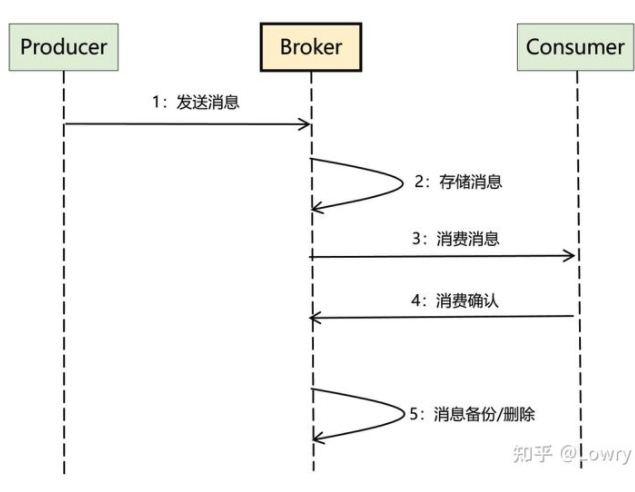 Producer
Broker
Consumer
1：发送消息
2：存储消息
3：消费消息
4：消费确认
5：消息备份/删除
知乎 @Lowry